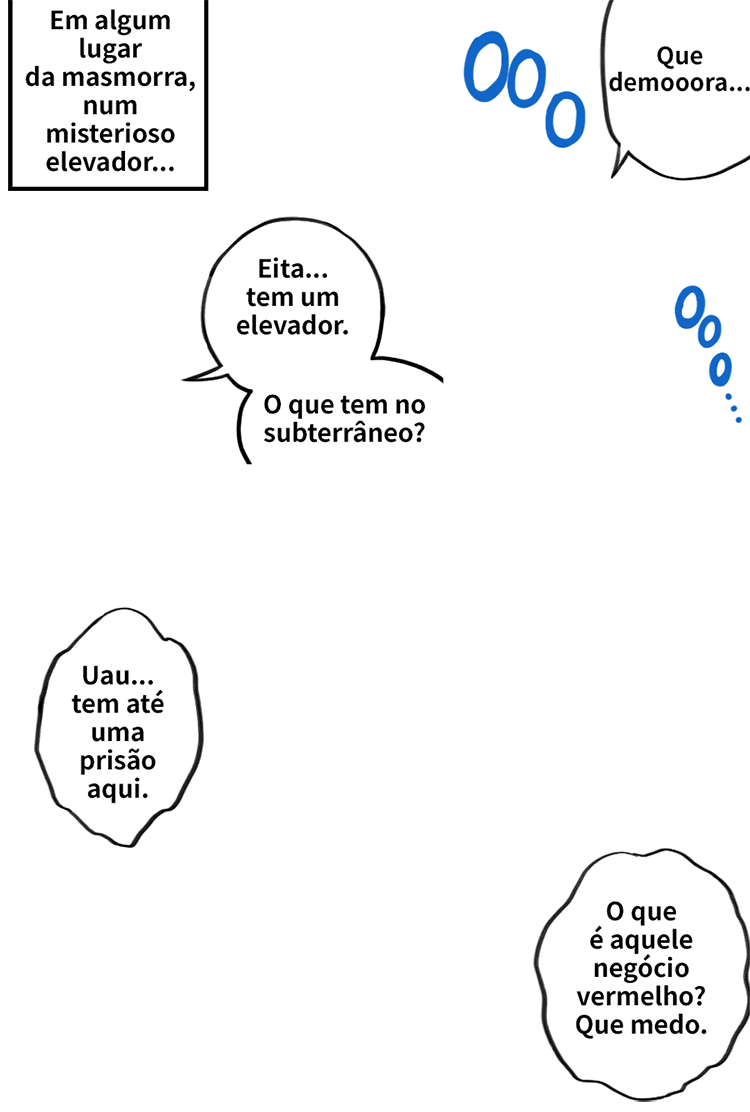 Em algum
lugar
da masmorra,
num
misterioso
elevador...
Que
demooora...
OOO
Eita...
tem um
elevador.
O que tem no
subterrâneo?
OOO...
Uau...
tem até
uma
prisão
aqui.
O que
é aquele
negócio
vermelho?
Que medo.